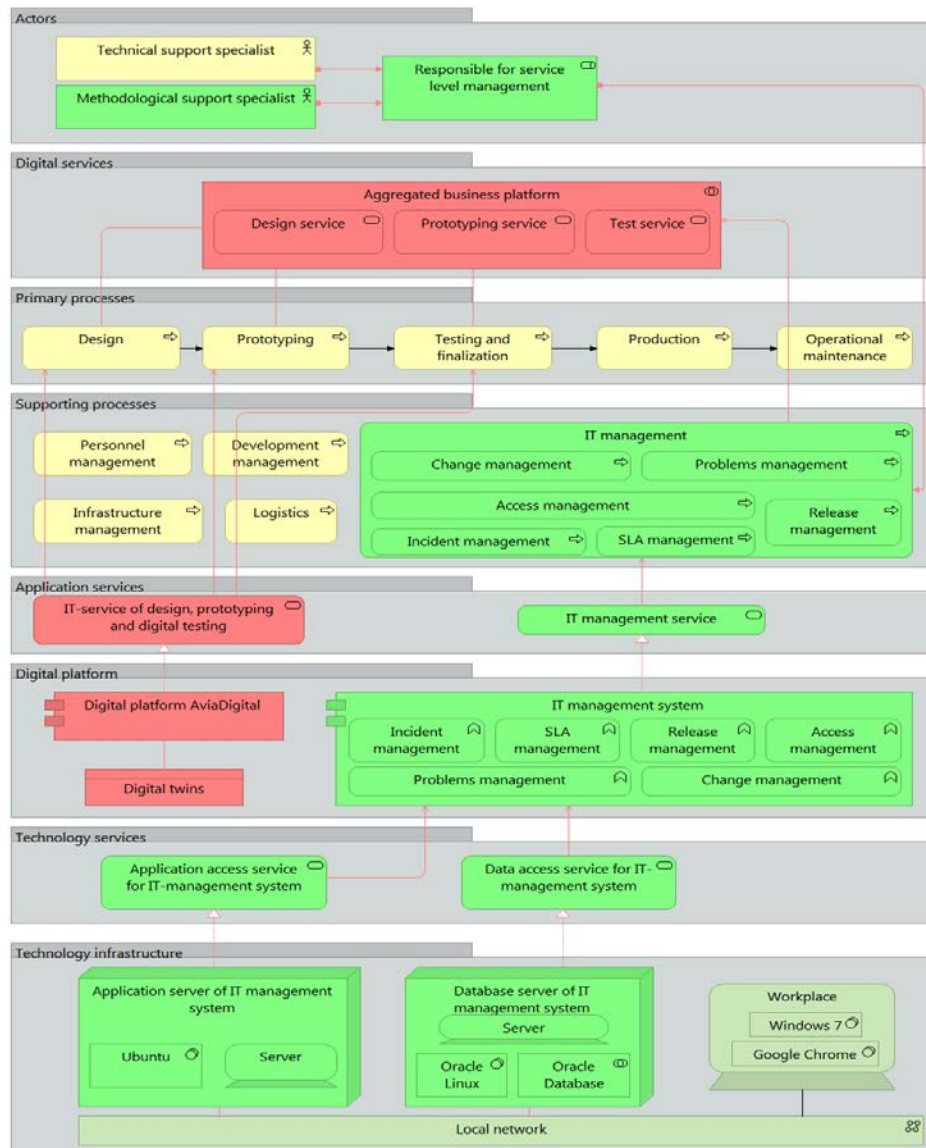 Actors
Technical support specialist
Methodological support specialist
Responsible for service
level management
Digital services
Aggregated business platform
Design service
Prototyping service
Test service
Primary processes
Design
Prototyping
Testing and
finalization
Production
Operational
maintenance
Supporting processes
Personnel
management
Development
management
Infrastructure
management
Logistics
IT management
Change management
Problems management
Access management
Release
management
Incident management
SLA management
Application services
IT-service of design, prototyping
and digital testing
IT management service
Digital platform
Digital platform AviaDigital
Digital twins
IT management system
Incident
management
SLA
management
Release
management
Access
management
Problems management
Change management
Technology services
Application access service
for IT-management system
Data access service for IT-
management system
Technology infrastructure
Application server of IT management
system
Ubuntu
Server
Database server of IT
management system
Server
Oracle
Linux
Oracle
Database
Workplace
Windows 7
Google Chrome
Local network